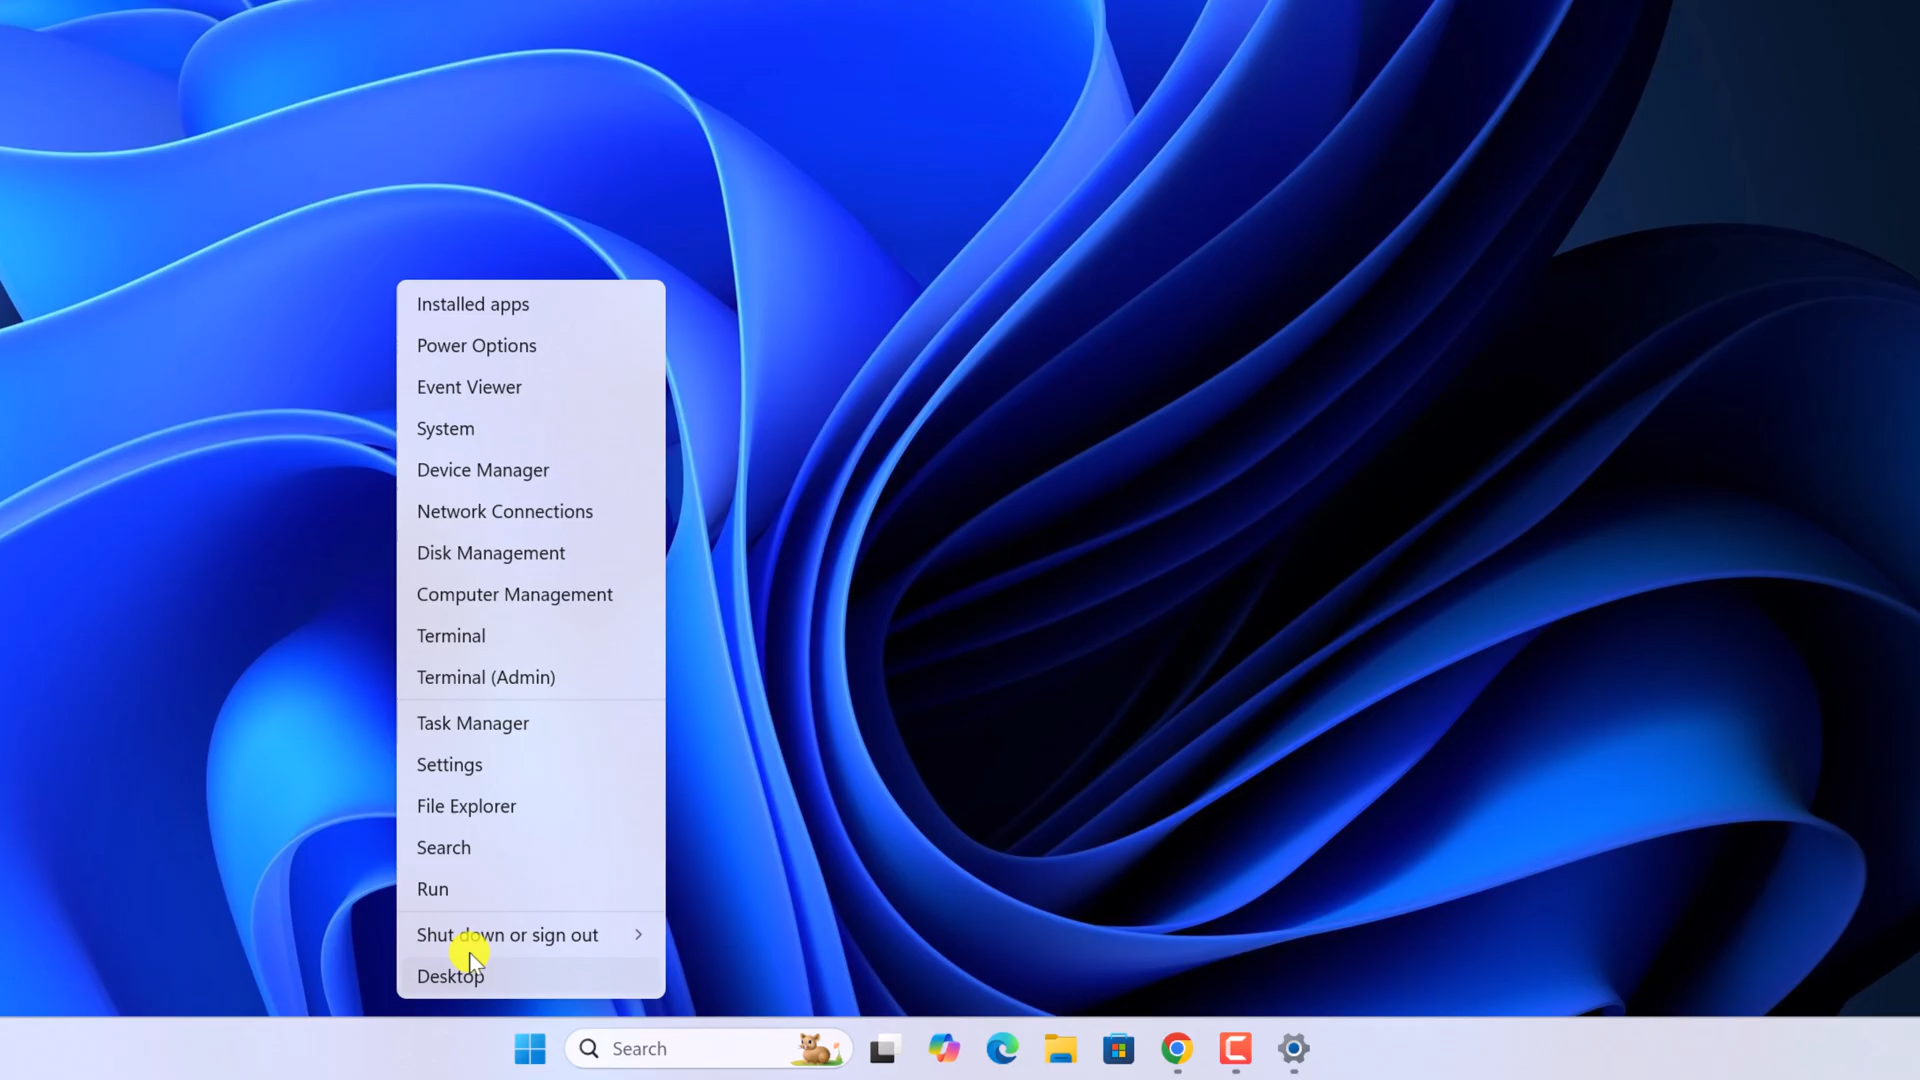 Installed apps
Power Options
Event Viewer
System
Device Manager
Network Connections
Disk Management
Computer Management
Terminal
Terminal (Admin)
Task Manager
Settings
File Explorer
Search
Run
Shut down or sign out
Desktop
Search